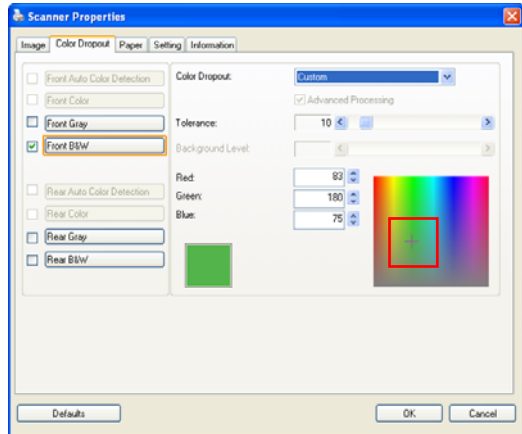 Scanner Properties
Image Color Dropout Paper Setting Information
Front Auto Color Detection
Front Color
Front Gray
Front B&W
Rear Auto Color Detection
Rear Color
Rear Gray
Rear B&W
Color Dropout: Custom
Advanced Processing
Tolerance: 10
Background Level:
Red: 83
Green: 180
Blue: 75
Defaults OK Cancel